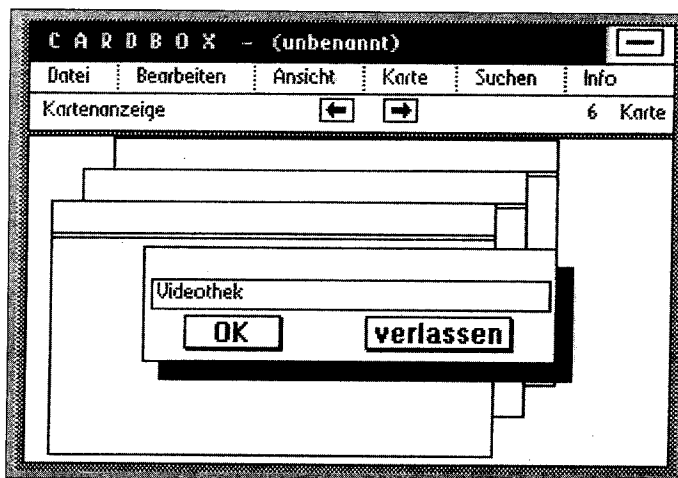 C A R D B O X - (unbenannt)
Datei Bearbeiten Ansicht Karte Suchen Info
Kartenanzeige 6 Karte
Videothek
OK verlassen